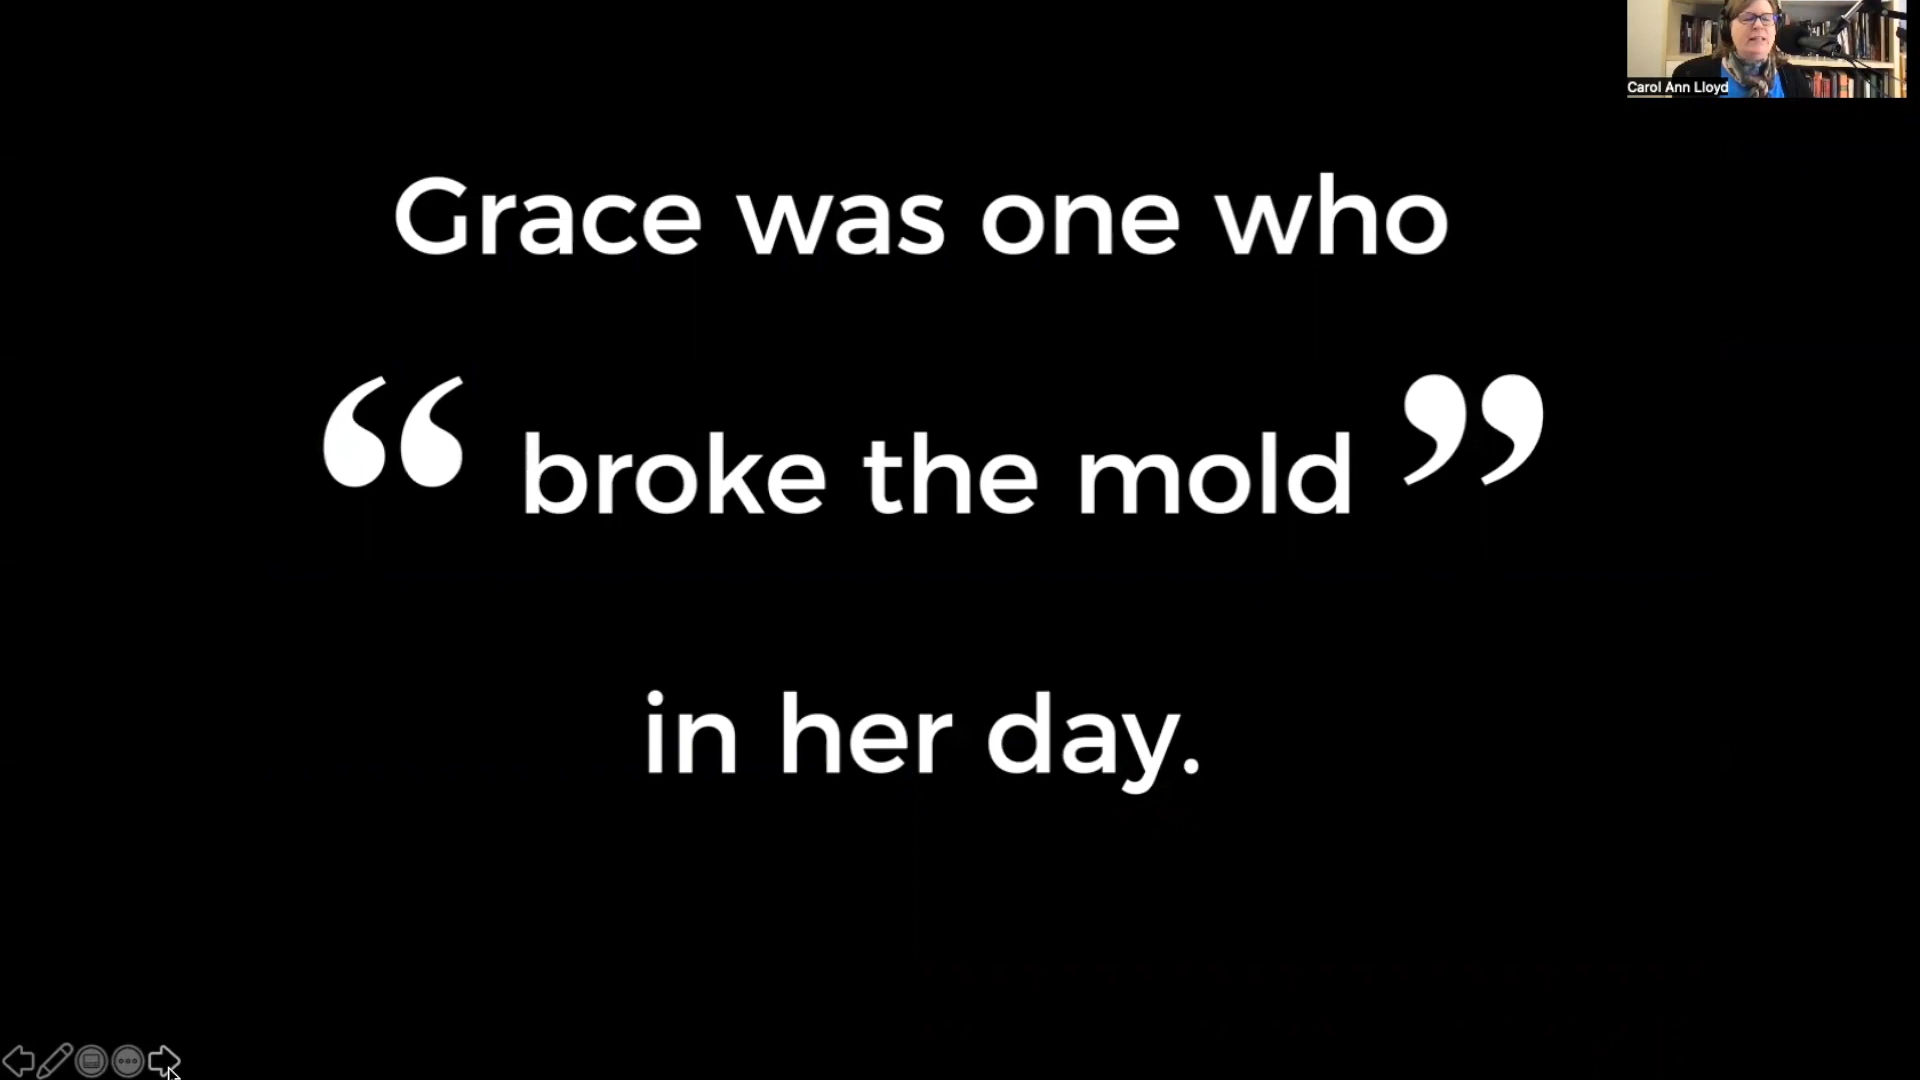 Carol Ann Lloyd
Grace was one who
“ broke the mold ”
in her day.